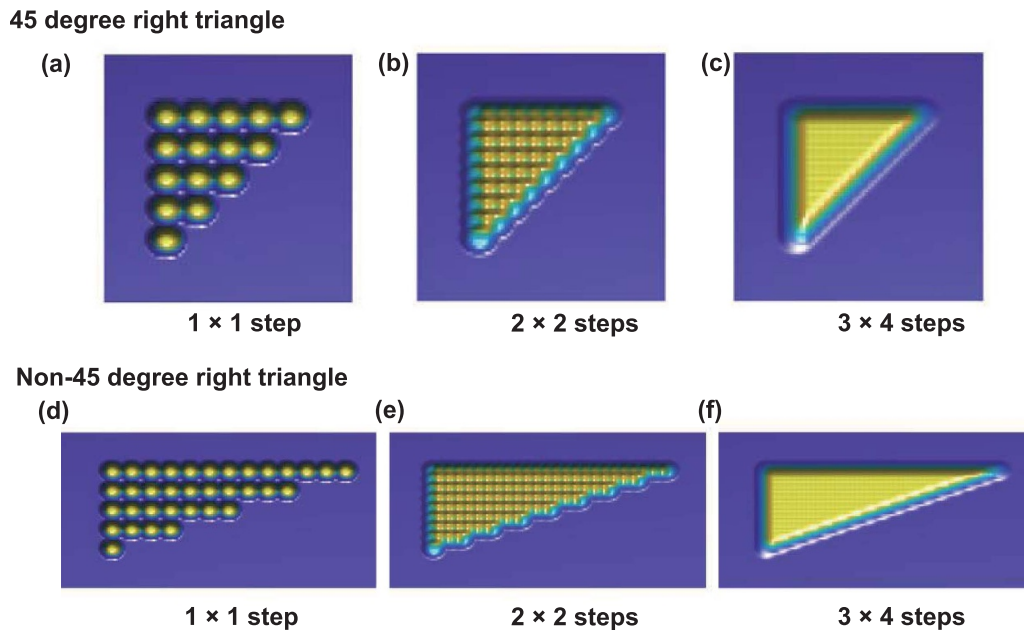 45 degree right triangle
(a) (b) (c)
1 × 1 step 2 × 2 steps 3 × 4 steps
Non-45 degree right triangle
(d) (e) (f)
1 × 1 step 2 × 2 steps 3 × 4 steps